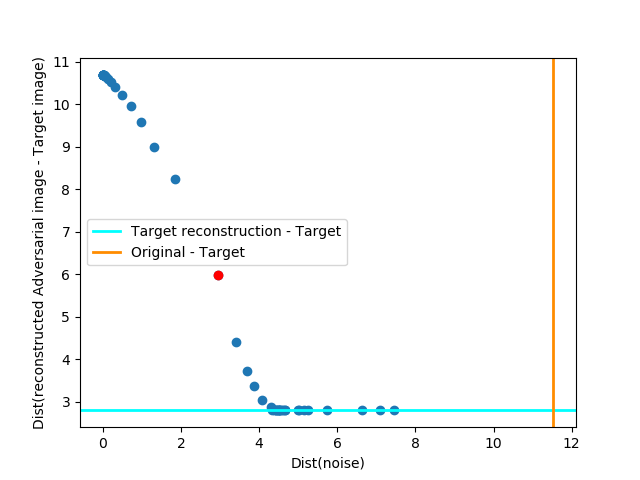 11
10
9
8
7
6
5
4
3
Dist(reconstructed Adversarial image - Target image)
Target reconstruction - Target
Original - Target
0 2 4 6 8 10 12
Dist(noise)